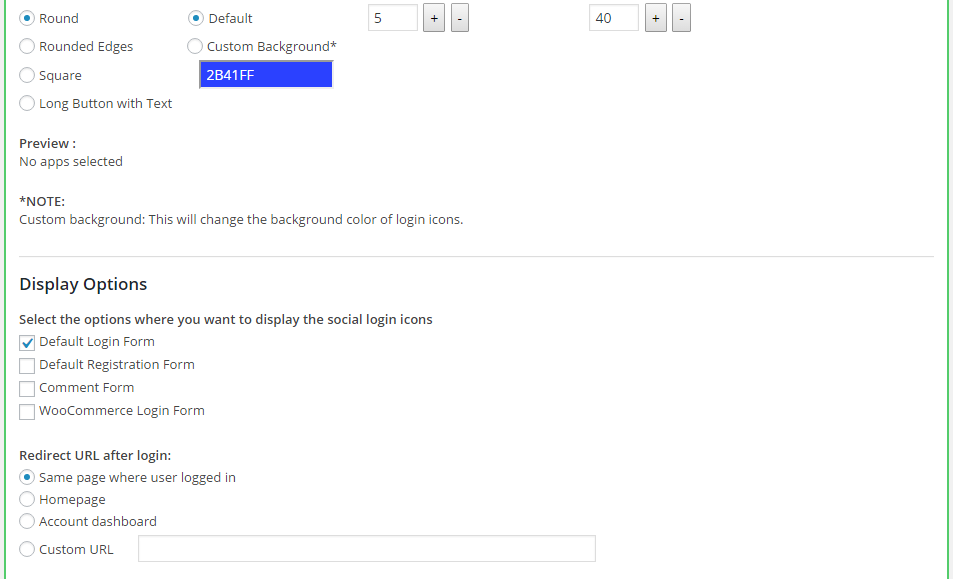 Round Default 5 + - 40 + -
Rounded Edges Custom Background*
Square 2B41FF
Long Button with Text
Preview :
No apps selected
*NOTE:
Custom background: This will change the background color of login icons.
Display Options
Select the options where you want to display the social login icons
Default Login Form
Default Registration Form
Comment Form
WooCommerce Login Form
Redirect URL after login:
Same page where user logged in
Homepage
Account dashboard
Custom URL